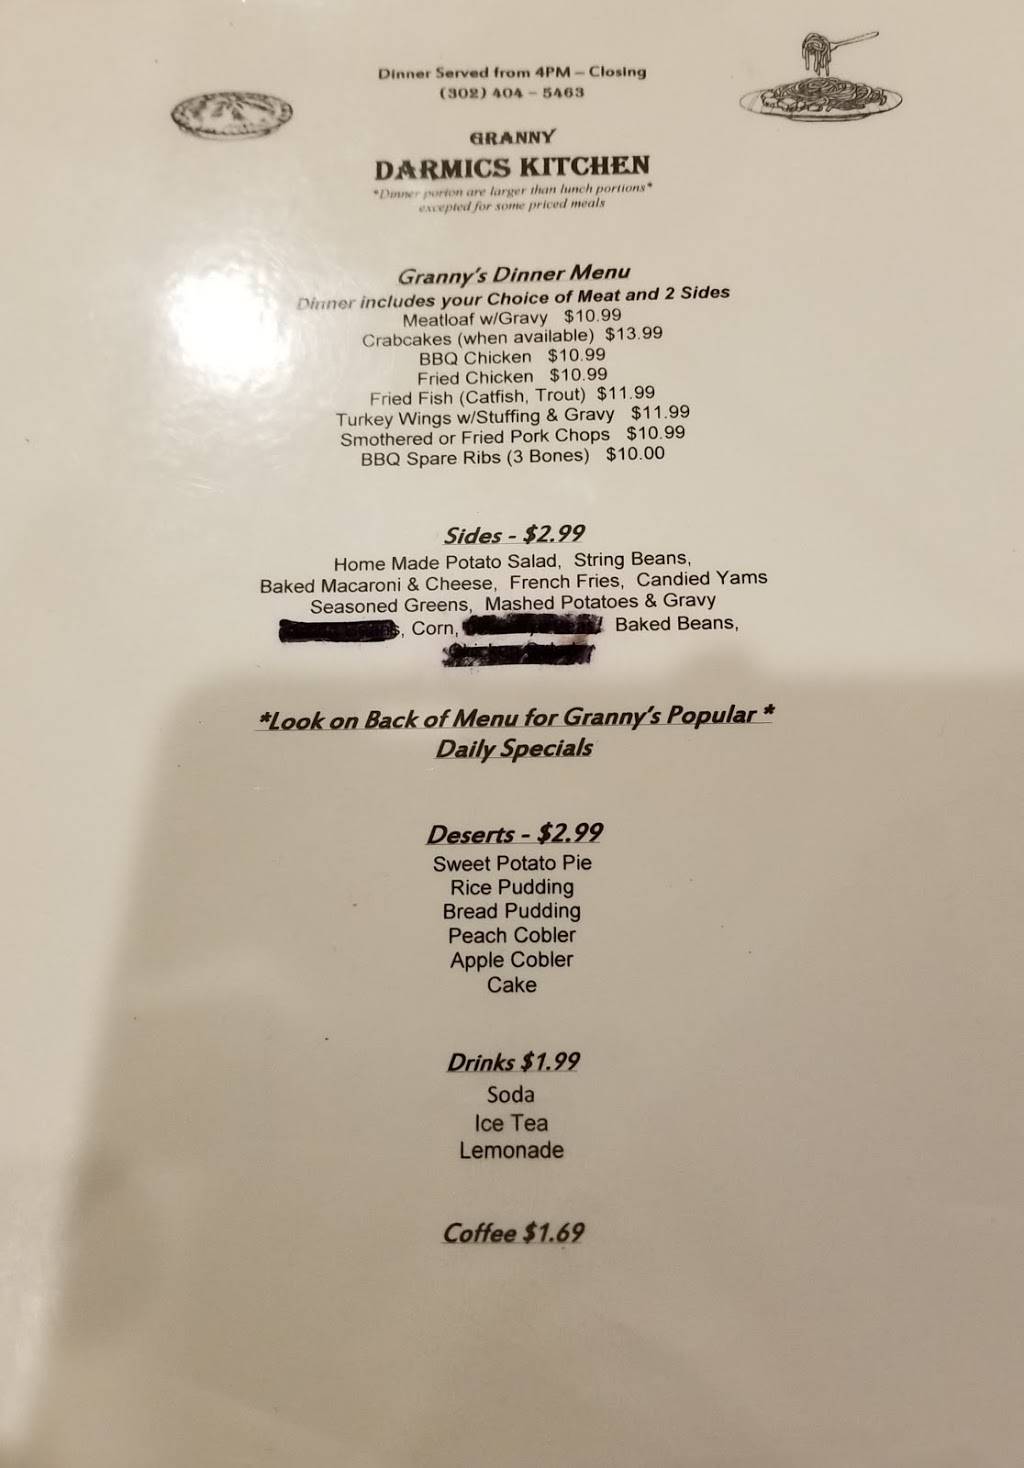 Dinner Served from 4PM – Closing
(302) 404 – 5463
GRANNY
DARMICS KITCHEN
*Dinner portion are larger than lunch portions*
excepted for some priced meals
Granny's Dinner Menu
Dinner includes your Choice of Meat and 2 Sides
Meatloaf w/Gravy $10.99
Crabcakes (when available) $13.99
BBQ Chicken $10.99
Fried Chicken $10.99
Fried Fish (Catfish, Trout) $11.99
Turkey Wings w/Stuffing & Gravy $11.99
Smothered or Fried Pork Chops $10.99
BBQ Spare Ribs (3 Bones) $10.00
Sides - $2.99
Home Made Potato Salad, String Beans,
Baked Macaroni & Cheese, French Fries, Candied Yams
Seasoned Greens, Mashed Potatoes & Gravy
, Corn, Baked Beans,
*Look on Back of Menu for Granny's Popular *
Daily Specials
Deserts - $2.99
Sweet Potato Pie
Rice Pudding
Bread Pudding
Peach Cobler
Apple Cobler
Cake
Drinks $1.99
Soda
Ice Tea
Lemonade
Coffee $1.69